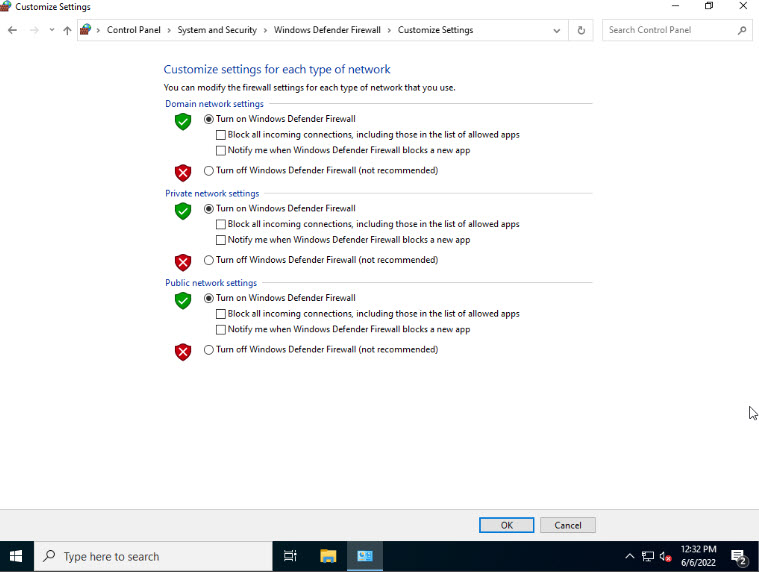 Customize Settings
Control Panel > System and Security > Windows Defender Firewall > Customize Settings
Search Control Panel
Customize settings for each type of network
You can modify the firewall settings for each type of network that you use.
Domain network settings
Turn on Windows Defender Firewall
Block all incoming connections, including those in the list of allowed apps
Notify me when Windows Defender Firewall blocks a new app
Turn off Windows Defender Firewall (not recommended)
Private network settings
Turn on Windows Defender Firewall
Block all incoming connections, including those in the list of allowed apps
Notify me when Windows Defender Firewall blocks a new app
Turn off Windows Defender Firewall (not recommended)
Public network settings
Turn on Windows Defender Firewall
Block all incoming connections, including those in the list of allowed apps
Notify me when Windows Defender Firewall blocks a new app
Turn off Windows Defender Firewall (not recommended)
OK
Cancel
Type here to search
12:32 PM
6/6/2022
2